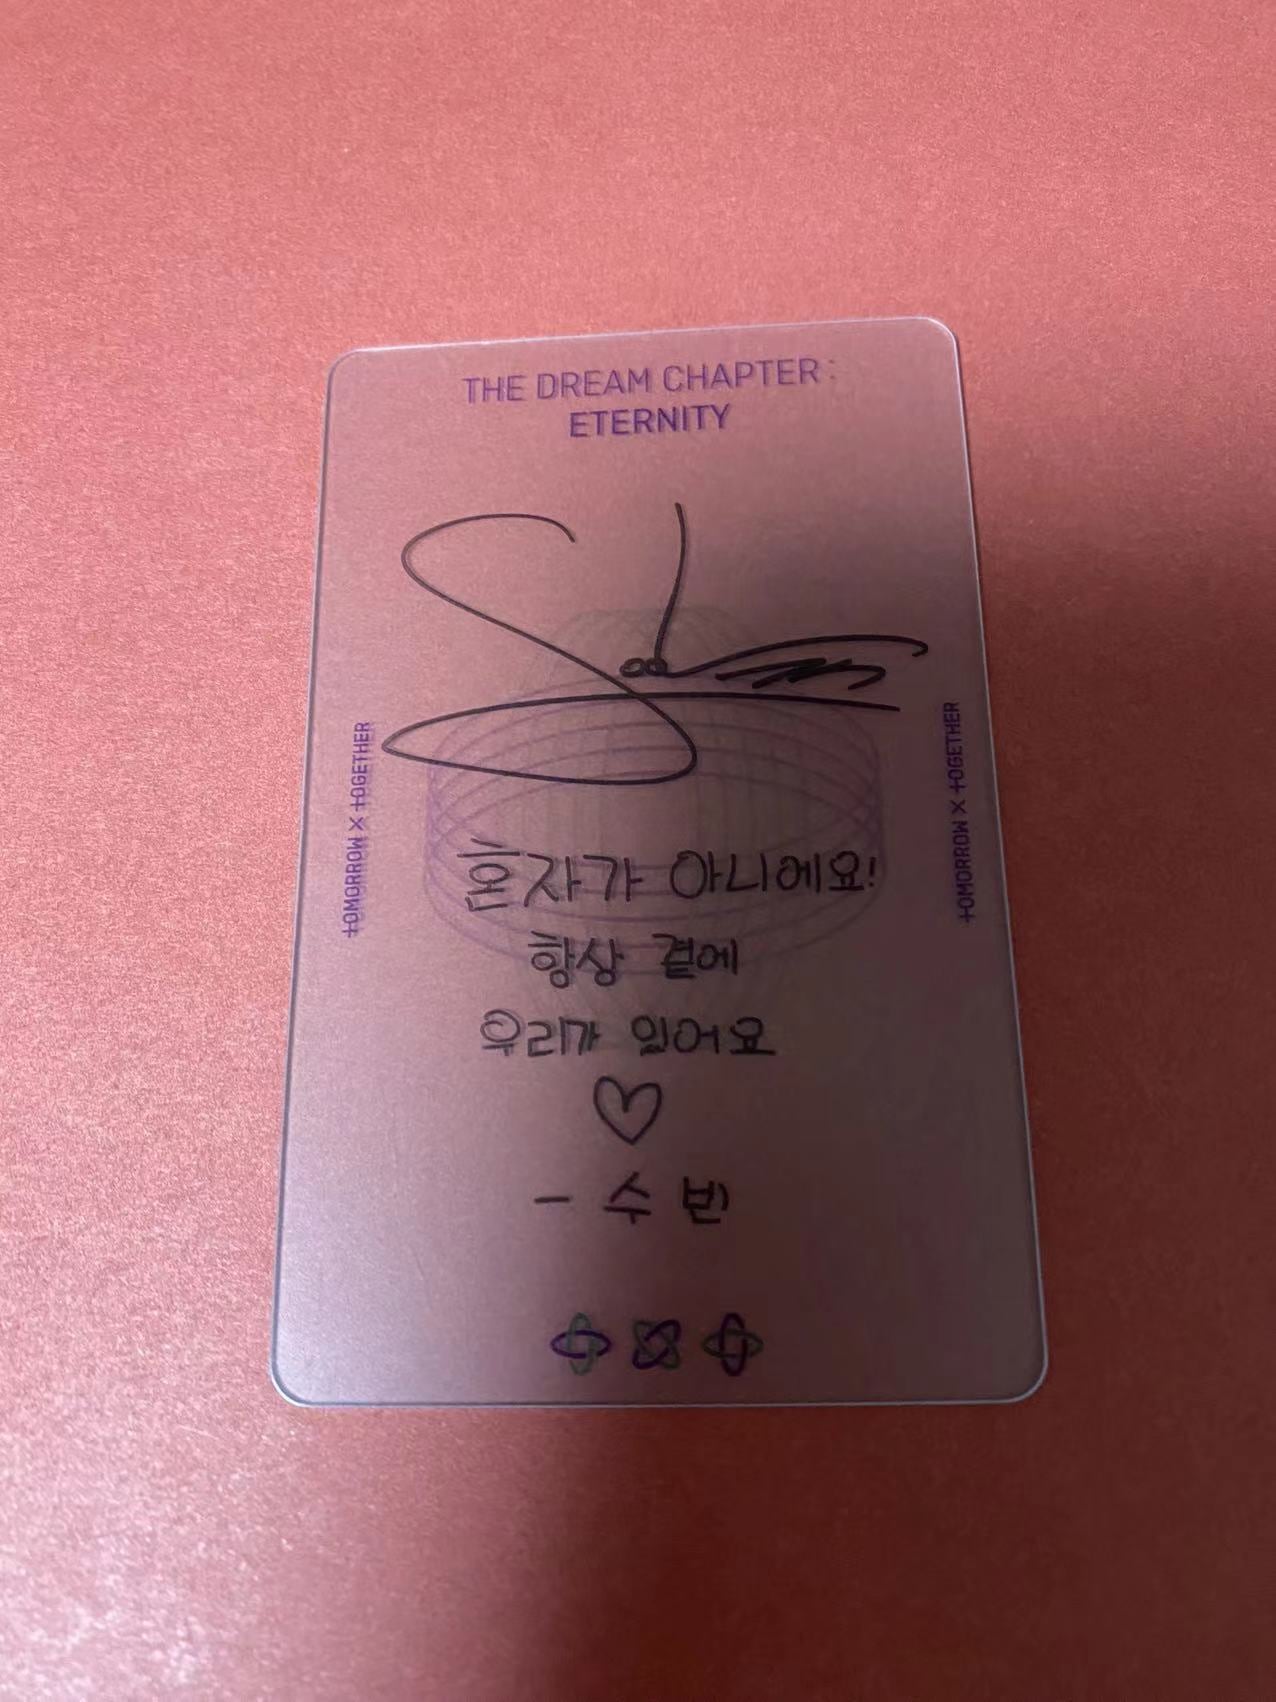 THE DREAM CHAPTER:
ETERNITY
TOMORROW X TOGETHER
TOMORROW X TOGETHER
혼자가 아니에요!
항상 곁에
우리가 있어요
- 수빈